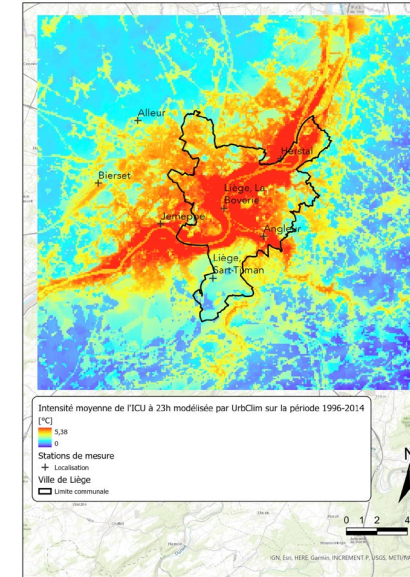 Alleur
Herstal
Bierset
Liège, La
Boverie
Jemeppe
Angleur
Liège,
Sart-Tilman
Intensité moyenne de l'ICU à 23h modélisée par UrbClim sur la période 1996-2014
[°C]
5,38
0
Stations de mesure
Localisation
Ville de Liège
Limite communale
N
0 1 2 4
IGN, Esri, HERE, Garmin, INCREMENT P, USGS, METI/NA